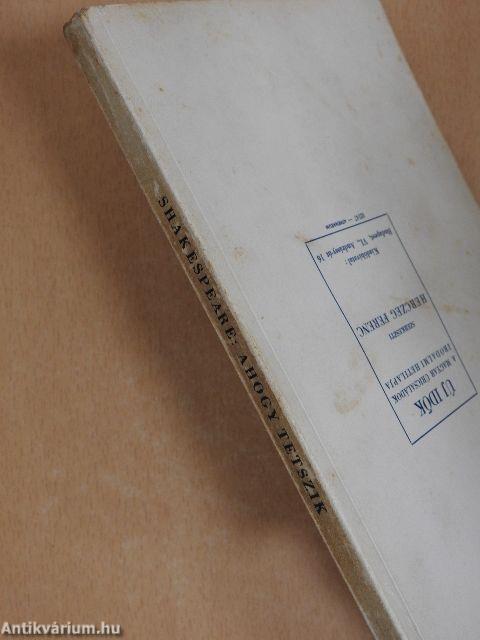 SHAKESPEARE: AHOGY TETSZIK
ÚJ IDŐK
A MAGYAR ÚRICSALÁDOK
IRODALMI HETILAPJA
SZERKESZTI
HERCZEG FERENC
Kiadóhivatal:
Budapest, VI., Andrássy-út 16
Antikvárium.hu